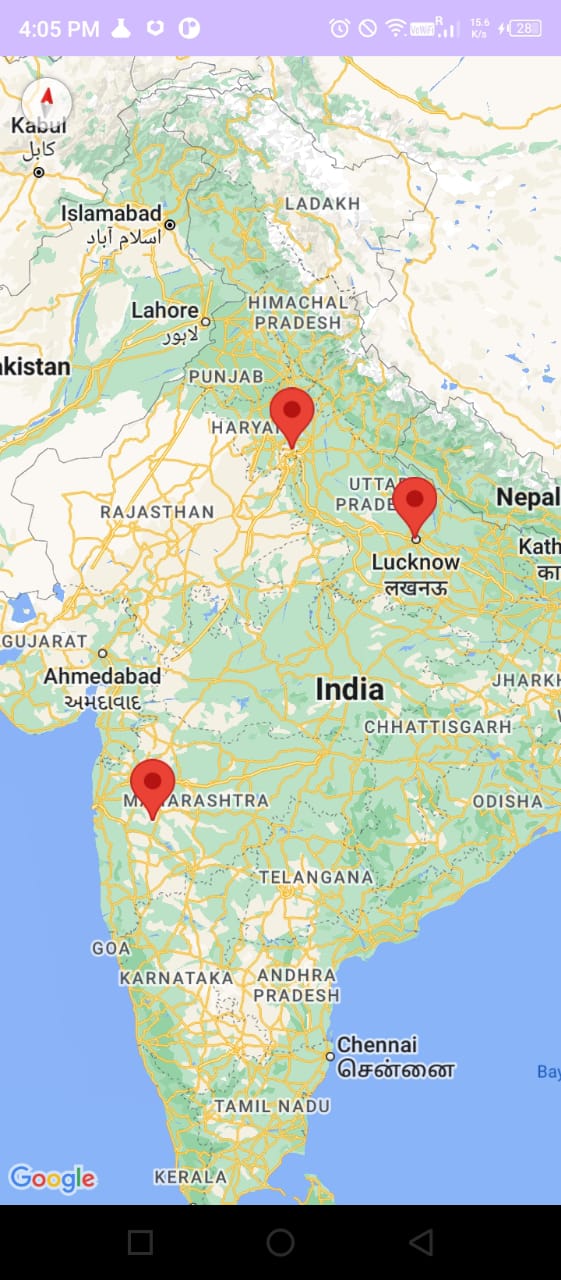 4:05 PM
VoWiFi
R
15.6
K/s
28
Kabul
کابل
LADAKH
Islamabad
اسلام آباد
HIMACHAL
PRADESH
Lahore
لاہور
akistan
PUNJAB
HARYAN
UTTAR
PRADE
RAJASTHAN
Nepal
Kath
का
Lucknow
लखनऊ
GUJARAT
Ahmedabad
અમદાવાદ
India
JHARKH
CHHATTISGARH
W
MAHARASHTRA
ODISHA
TELANGANA
GOA
KARNATAKA
ANDHRA
PRADESH
Chennai
சென்னை
Bay
TAMIL NADU
Google
KERALA